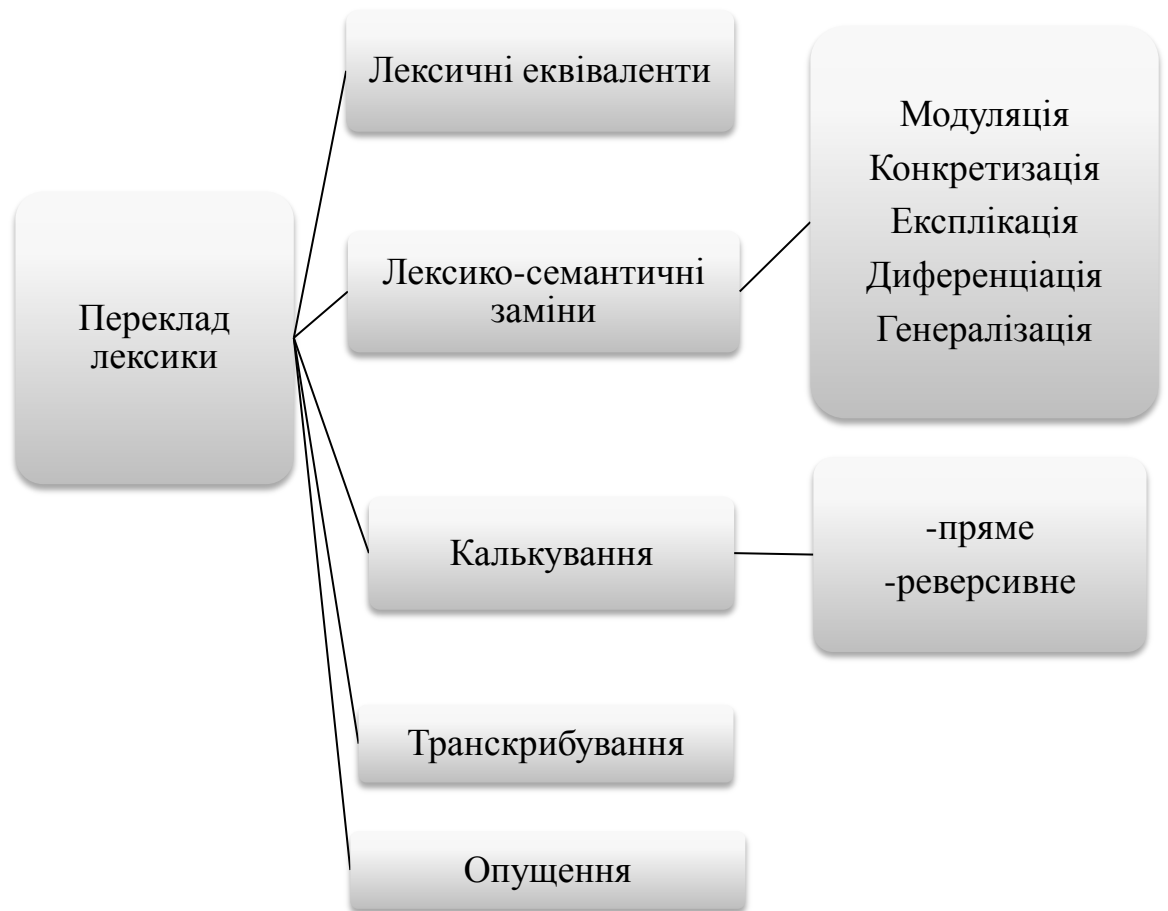 Переклад
лексики
Лексичні еквіваленти
Лексико-семантичні
заміни
Модуляція
Конкретизація
Експлікація
Диференціація
Генералізація
Калькування
-пряме
-реверсивне
Транскрибування
Опущення